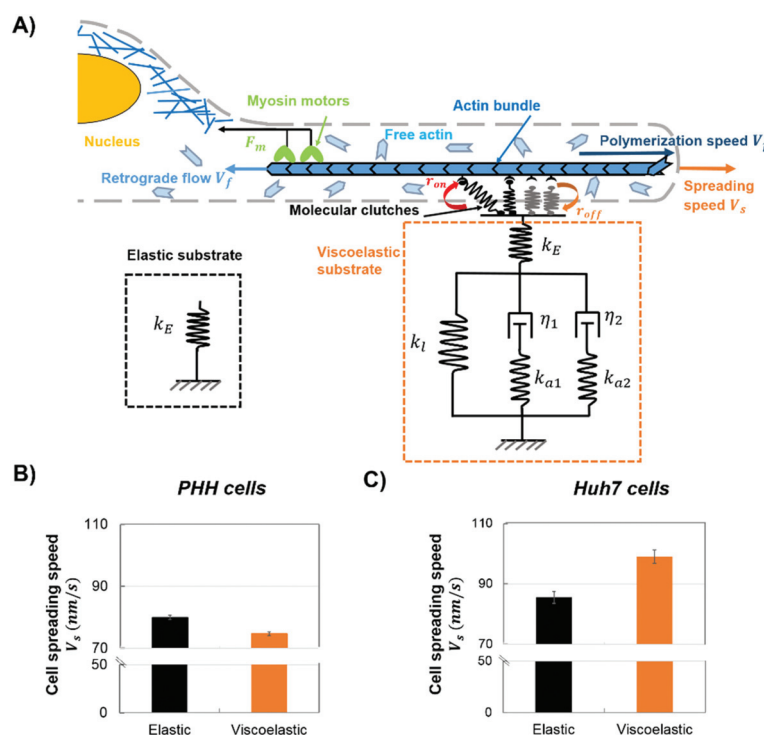 A)
Myosin motors
Actin bundle
Nucleus
F_m
Free actin
Polymerization speed
Retrograde flow V_f
r_on
Spreading
speed V_s
Molecular clutches
r_off
Elastic substrate
Viscoelastic
substrate
k_E
k_E
η_1
η_2
k_l
k_a1
k_a2
B)
PHH cells
Cell spreading speed
V_s (nm/s)
110
90
70
50
0
Elastic
Viscoelastic
C)
Huh7 cells
Cell spreading speed
V_s (nm/s)
110
90
70
50
0
Elastic
Viscoelastic